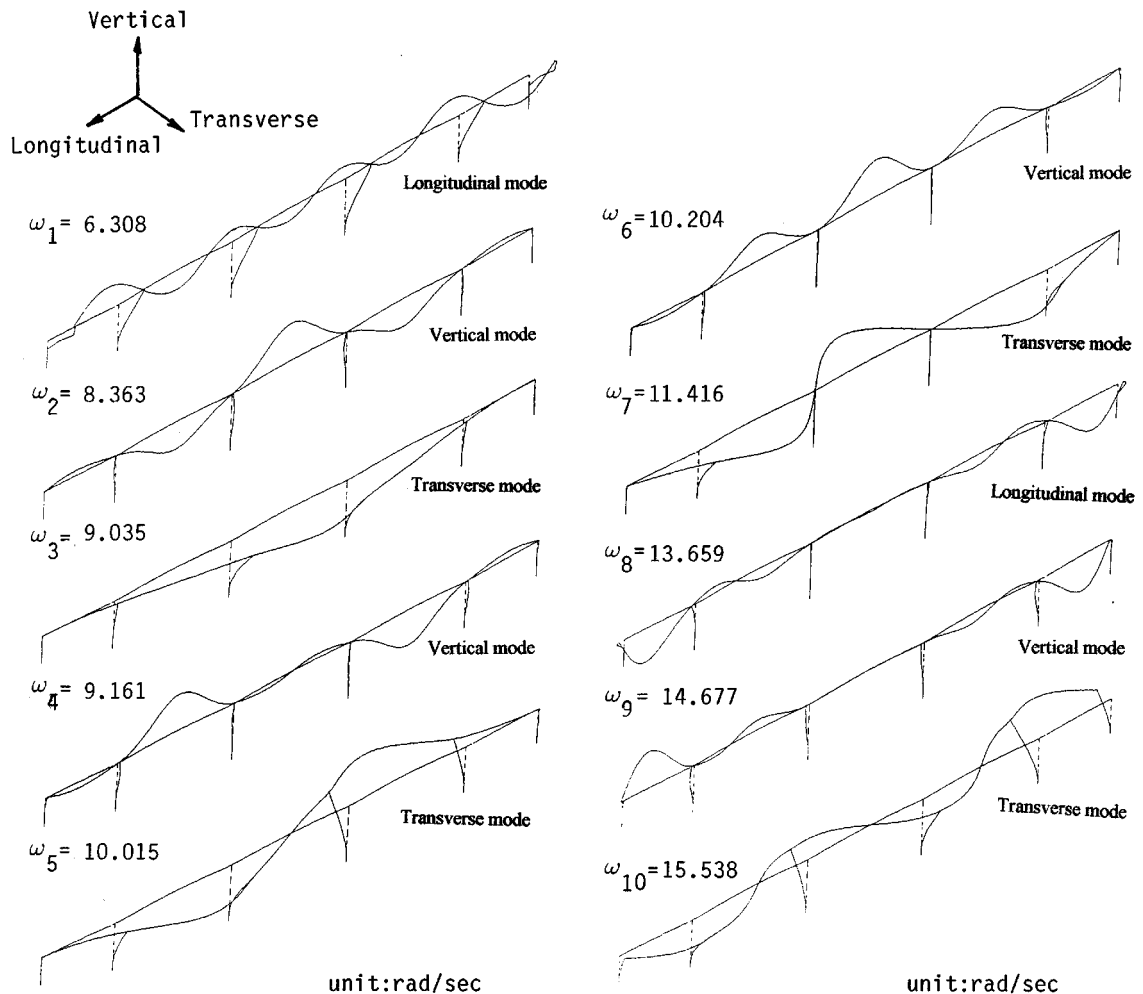 Vertical
Transverse
Longitudinal
Longitudinal mode
ω1= 6.308
Vertical mode
ω2= 8.363
Transverse mode
ω3= 9.035
Vertical mode
ω4= 9.161
Transverse mode
ω5= 10.015
unit:rad/sec
Vertical mode
ω6=10.204
Transverse mode
ω7=11.416
Longitudinal mode
ω8=13.659
Vertical mode
ω9= 14.677
Transverse mode
ω10=15.538
unit:rad/sec